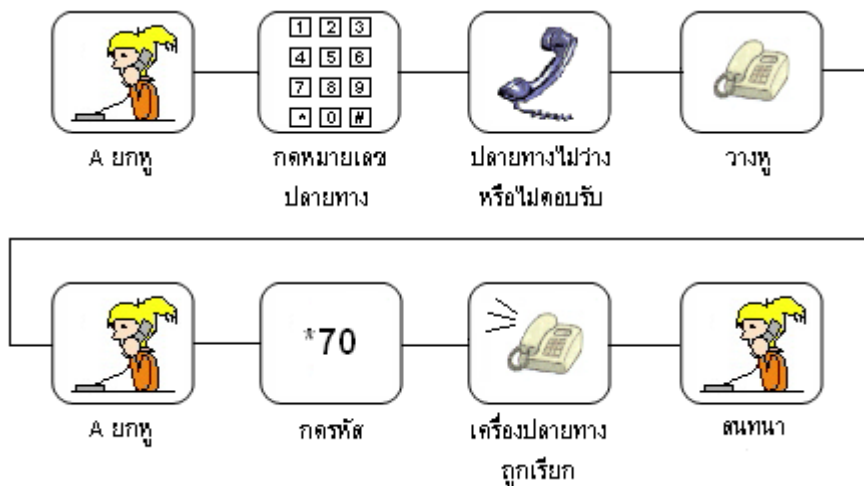 1 2 3
4 5 6
7 8 9
* 0 #
A ยกหู
กดหมายเลข
ปลายทาง
ปลายทางไม่ว่าง
หรือไม่ตอบรับ
วางหู
*70
A ยกหู
กดรหัส
เครื่องปลายทาง
ถูกเรียก
สนทนา